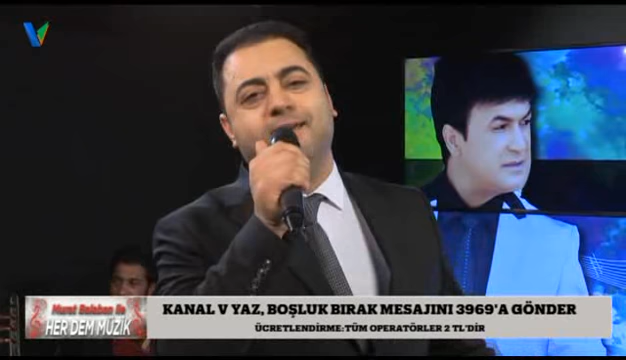 V
Murat Balaban ile
HER DEM MÜZİK
KANAL V YAZ, BOŞLUK BIRAK MESAJINI 3969'A GÖNDER
ÜCRETLENDİRME:TÜM OPERATÖRLER 2 TL'DİR